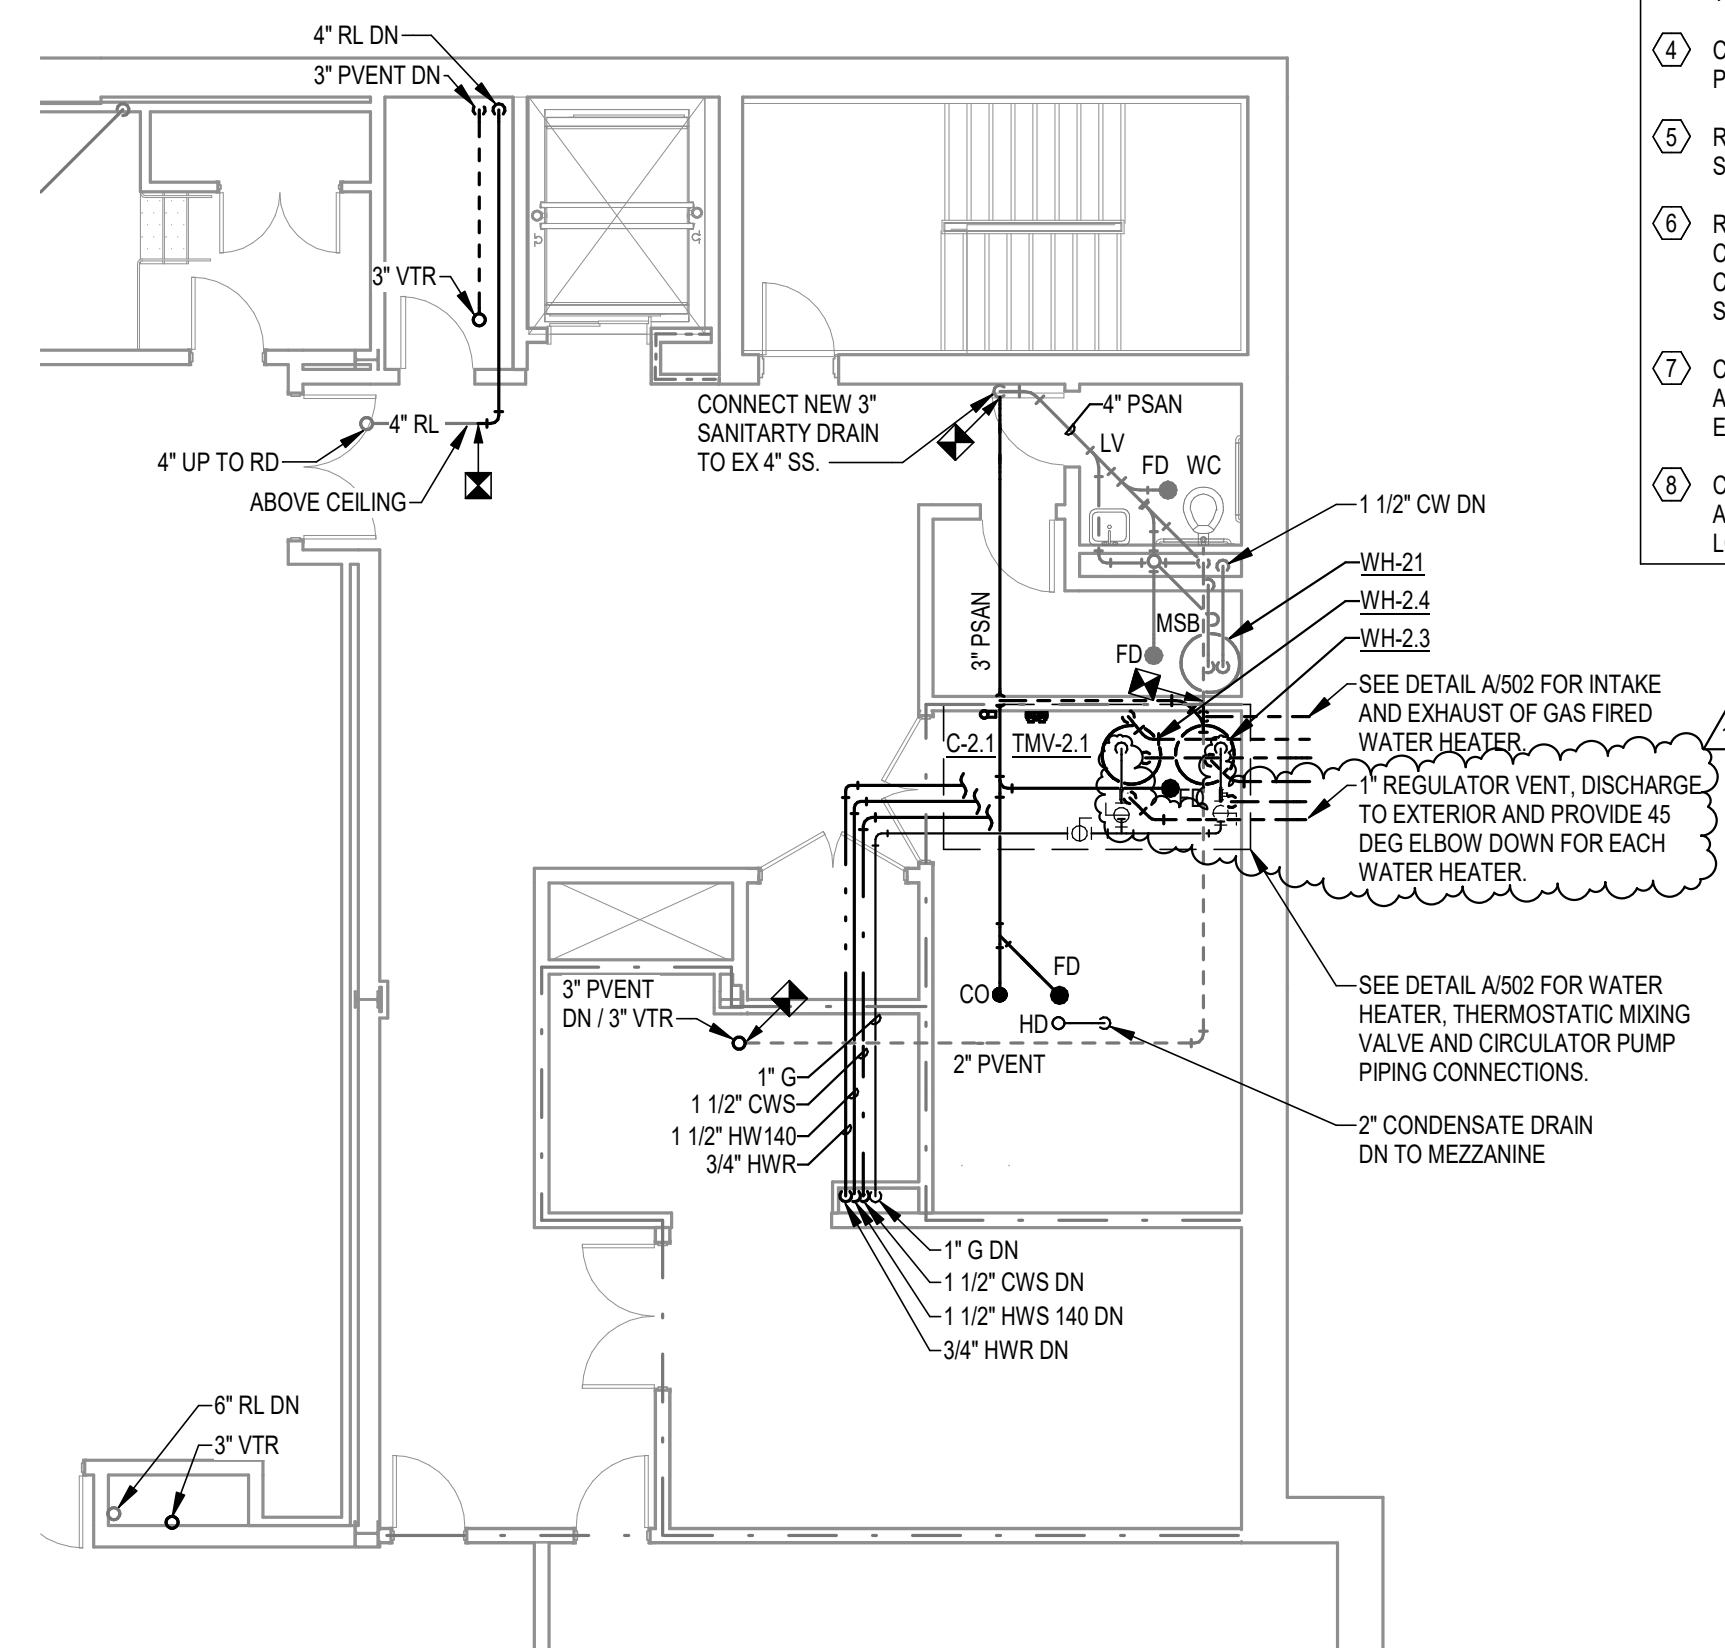 4" RL DN
3" PVENT DN
3" VTR
4" RL
4" UP TO RD
ABOVE CEILING
CONNECT NEW 3"
SANITARTY DRAIN
TO EX 4" SS.
4" PSAN
LV
FD
WC
1 1/2" CW DN
WH-21
WH-2.4
WH-2.3
MSB
FD
3" PSAN
SEE DETAIL A/502 FOR INTAKE
AND EXHAUST OF GAS FIRED
WATER HEATER.
C-2.1
TMV-2.1
FD
1" REGULATOR VENT, DISCHARGE
TO EXTERIOR AND PROVIDE 45
DEG ELBOW DOWN FOR EACH
WATER HEATER.
FD
CO
HD
3" PVENT
DN / 3" VTR
2" PVENT
SEE DETAIL A/502 FOR WATER
HEATER, THERMOSTATIC MIXING
VALVE AND CIRCULATOR PUMP
PIPING CONNECTIONS.
1" G
1 1/2" CWS
1 1/2" HW140
3/4" HWR
2" CONDENSATE DRAIN
DN TO MEZZANINE
1" G DN
1 1/2" CWS DN
1 1/2" HWS 140 DN
3/4" HWR DN
6" RL DN
3" VTR
4 C
P
5 R
S
6 R
C
C
S
7 C
A
E
8 C
A